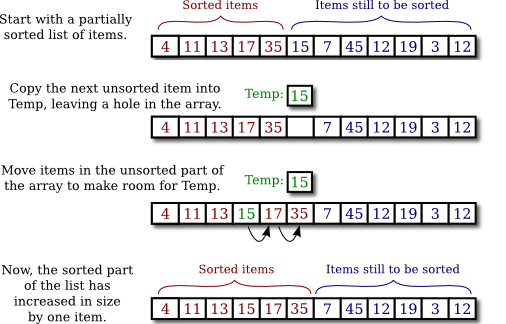 Sorted items Items still to be sorted
Start with a partially
sorted list of items.
4 11 13 17 35 15 7 45 12 19 3 12
Copy the next unsorted item into
Temp, leaving a hole in the array.
Temp: 15
4 11 13 17 35 7 45 12 19 3 12
Move items in the unsorted part of
the array to make room for Temp.
Temp: 15
4 11 13 15 17 35 7 45 12 19 3 12
Now, the sorted part
of the list has
increased in size
by one item.
Sorted items Items still to be sorted
4 11 13 15 17 35 7 45 12 19 3 12